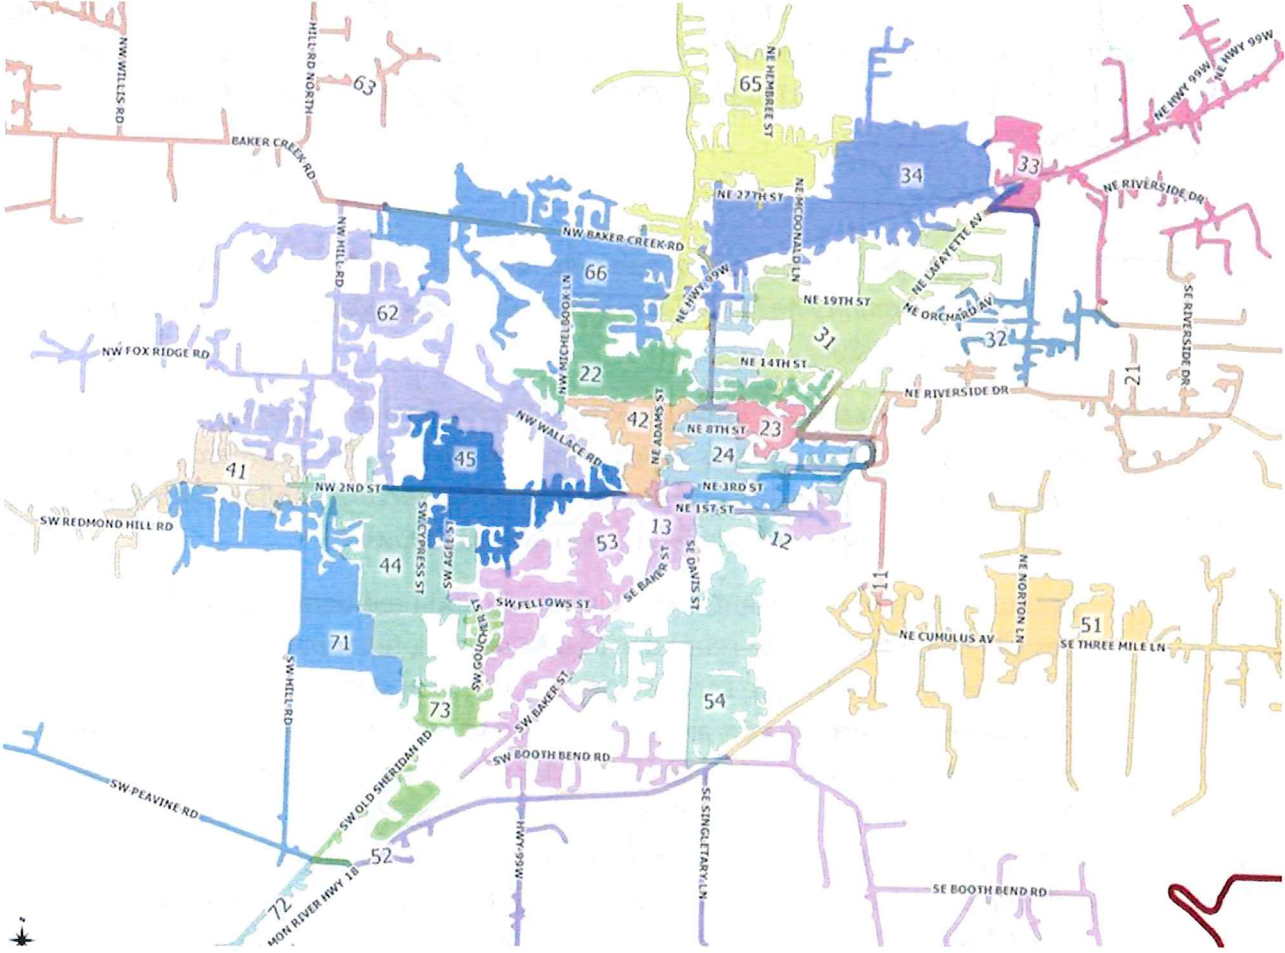 NW WILLIS RD
HILL RD NORTH
63
65
NE HEMBREE ST
NE HWY 99W
NE HWY 99W
BAKER CREEK RD
34
33
NE 27TH ST
NE MCDONALD LN
NE RIVERSIDE DR
NW HILL RD
NW BAKER CREEK RD
66
NE HWY 99W
NE LAFAYETTE AV
NE 19TH ST
NE ORCHARD AV
62
31
32
SE RIVERSIDE DR
NW FOX RIDGE RD
NW MICHELBOOK LN
22
NE 14TH ST
21
NE RIVERSIDE DR
42
NE ADAMS ST
NE 8TH ST
23
NW WALLACE RD
24
41
45
NW 2ND ST
NE 3RD ST
NE 1ST ST
SW REDMOND HILL RD
SW CYPRESS ST
SW AGEE ST
53
13
12
44
SE BAKER ST
SE DAVIS ST
11
NE NORTON LN
SW FELLOWS ST
SW GOUCHER ST
71
NE CUMULUS AV
51
SE THREE MILE LN
SW HILL RD
73
SW BAKER ST
54
SW OLD SHERIDAN RD
SW BOOTH BEND RD
SW PEAVINE RD
HWY 99W
SE SINGLETARY LN
52
MON RIVER HWY 18
72
SE BOOTH BEND RD